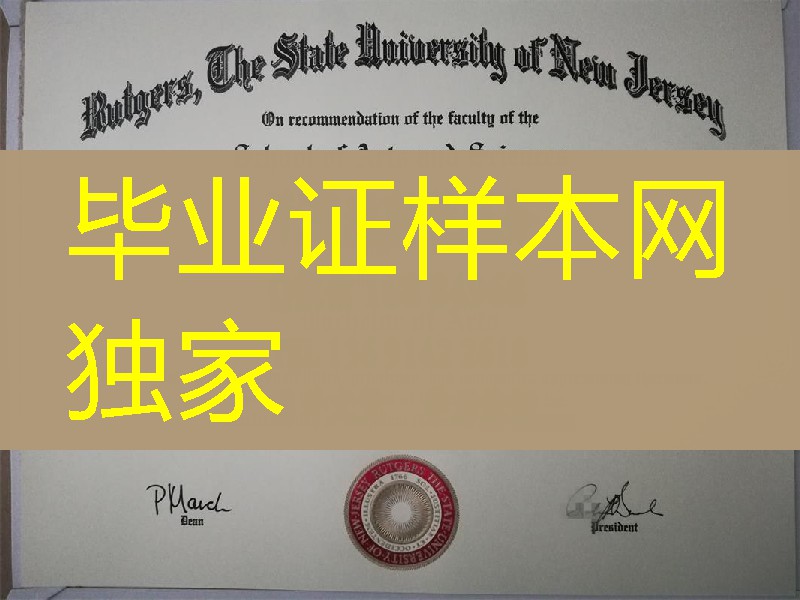 Rutgers, The State University of New Jersey
On recommendation of the faculty of the
毕业证样本网
独家
Dean
President